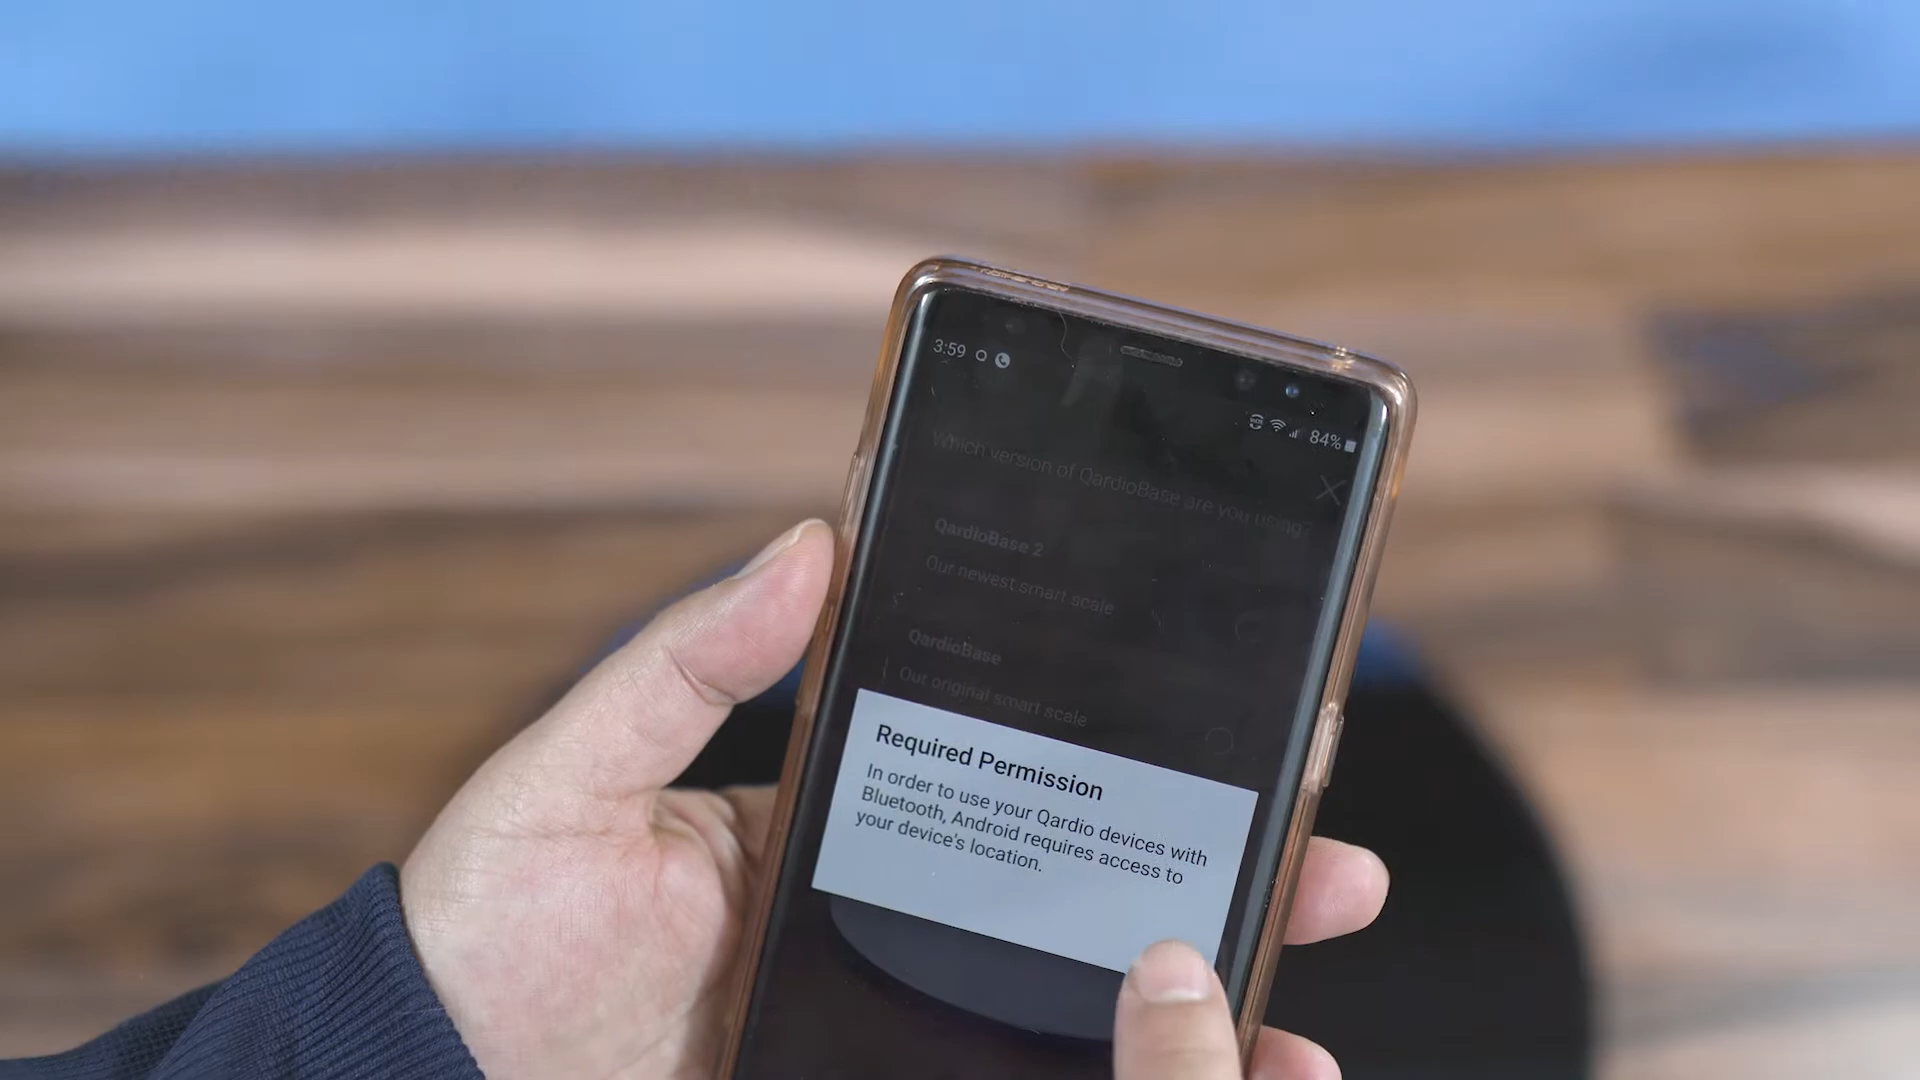 3:59
84%
Which version of QardioBase are you using?
QardioBase 2
Our newest smart scale
QardioBase
Our original smart scale
Required Permission
In order to use your Qardio devices with
Bluetooth, Android requires access to
your device's location.